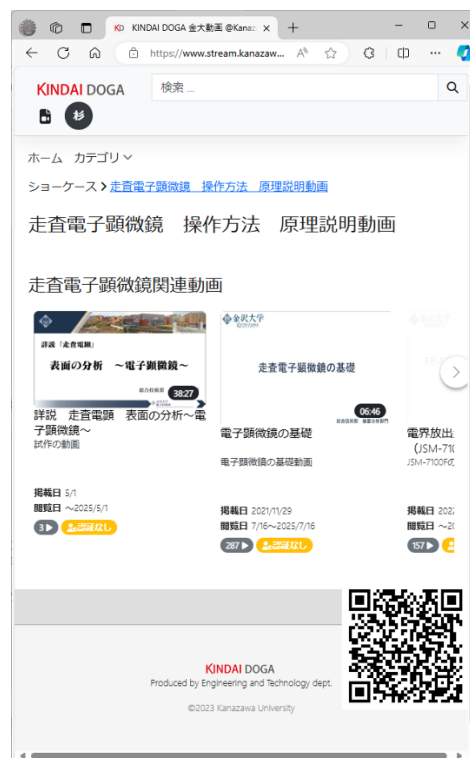 KINDAI DOGA 金大動画 @Kana
https://www.stream.kanazaw...
KINDAI DOGA
検索 ...
杉
ホーム カテゴリ
ショーケース > 走査電子顕微鏡 操作方法 原理説明動画
走査電子顕微鏡 操作方法 原理説明動画
走査電子顕微鏡関連動画
詳説「走査電顕」
表面の分析 ~電子顕微鏡~
38:27
詳説 走査電顕 表面の分析~電
子顕微鏡~
試作の動画
掲載日 5/1
閲覧日 ~2025/5/1
3
認証なし
金沢大学
走査電子顕微鏡の基礎
06:46
電子顕微鏡の基礎
電子顕微鏡の基礎動画
掲載日 2021/11/29
閲覧日 7/16~2025/7/16
287
認証なし
電界放出
(JSM-710
JSM-7100Fの
掲載日 202
閲覧日 ~20
157
KINDAI DOGA
Produced by Engineering and Technology dept.
©2023 Kanazawa University